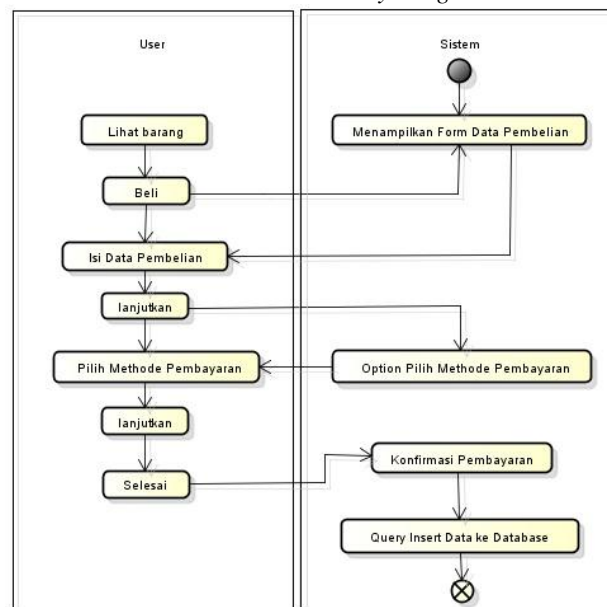 User
Sistem
Lihat barang
Menampilkan Form Data Pembelian
Beli
Isi Data Pembelian
lanjutkan
Pilih Methode Pembayaran
Option Pilih Methode Pembayaran
lanjutkan
Konfirmasi Pembayaran
Selesai
Query Insert Data ke Database